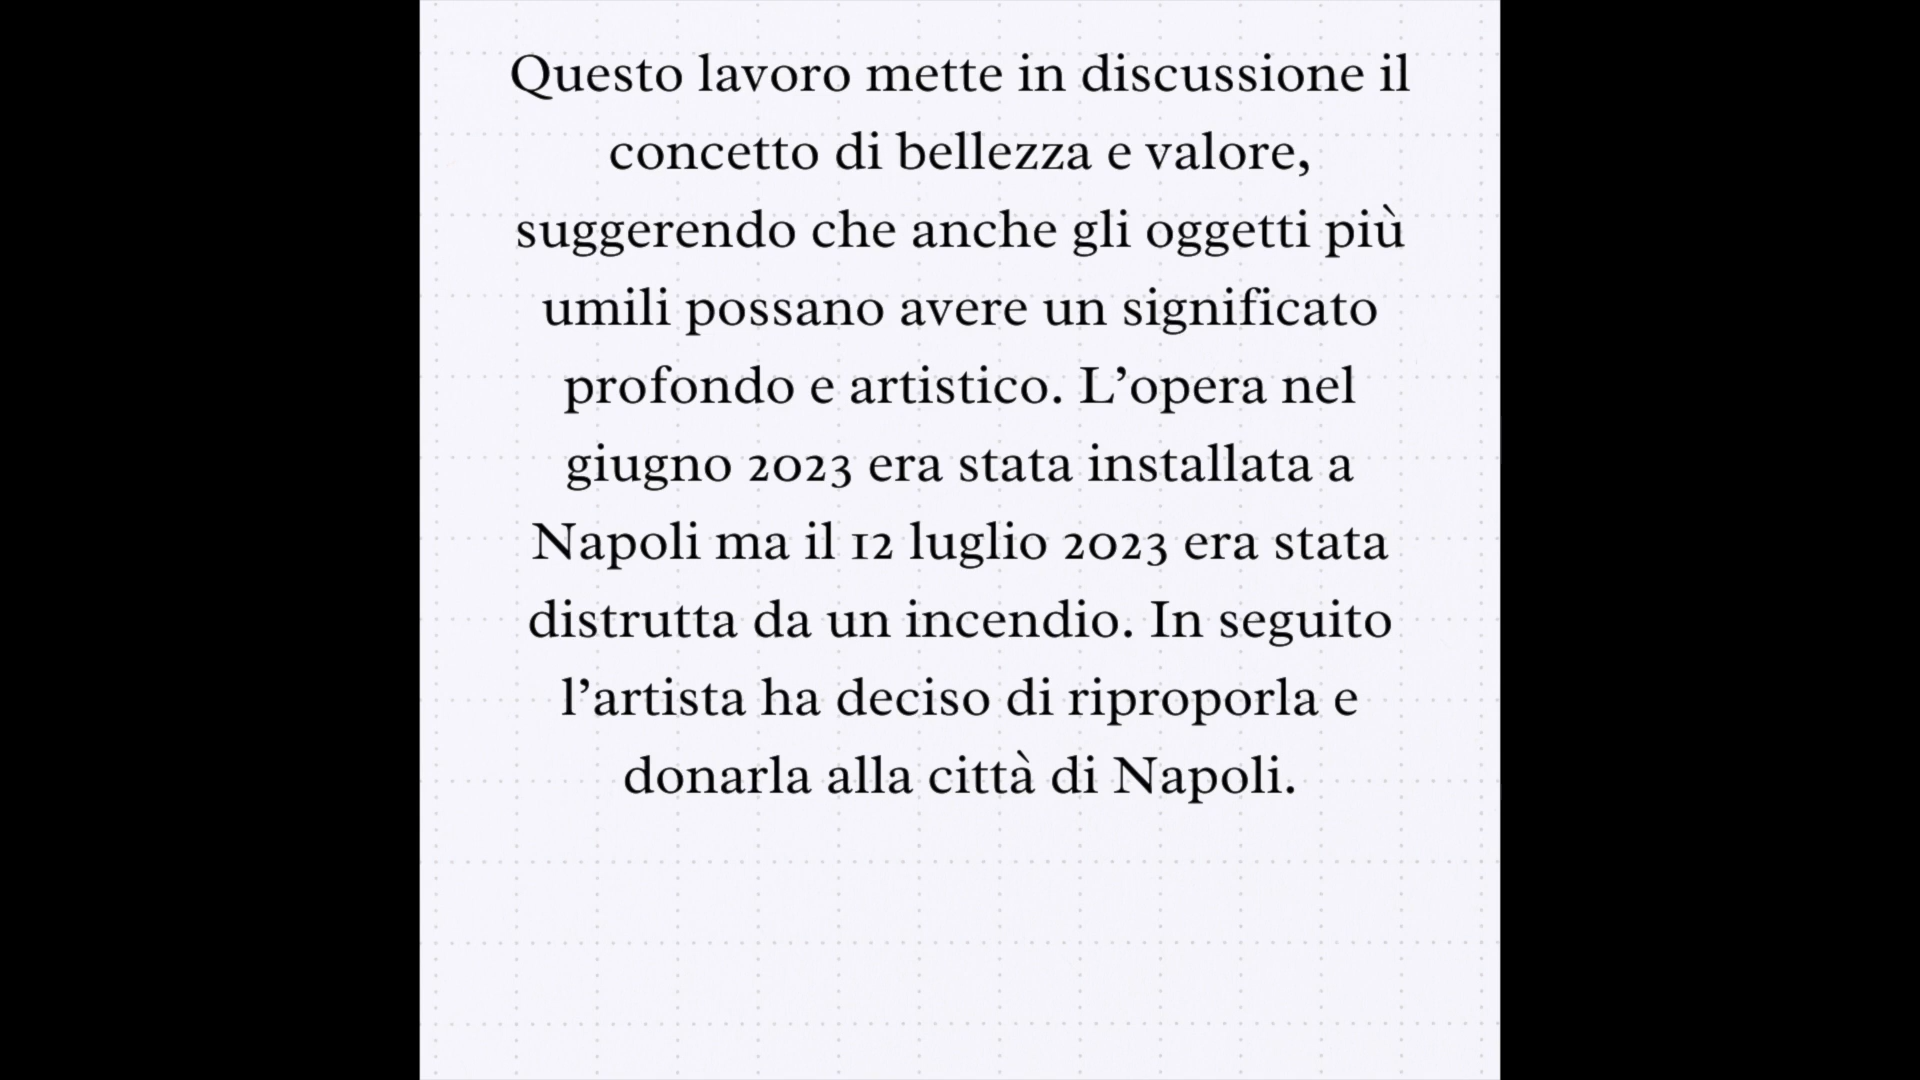 Questo lavoro mette in discussione il
concetto di bellezza e valore,
suggerendo che anche gli oggetti più
umili possano avere un significato
profondo e artistico. L’opera nel
giugno 2023 era stata installata a
Napoli ma il 12 luglio 2023 era stata
distrutta da un incendio. In seguito
l’artista ha deciso di riproporla e
donarla alla città di Napoli.